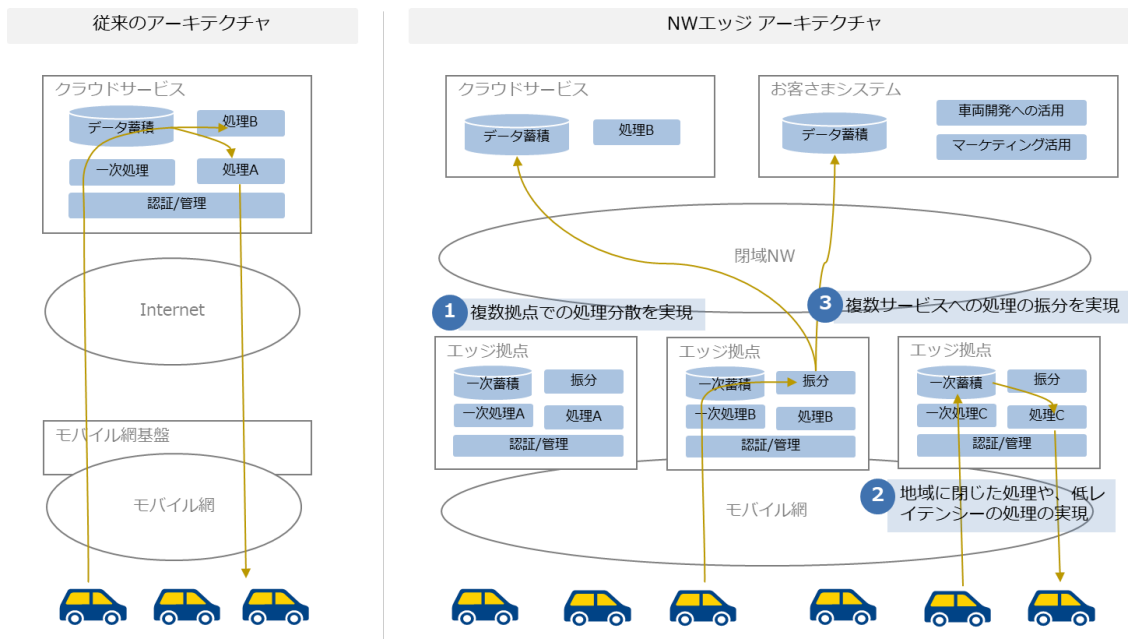 従来のアーキテクチャ
クラウドサービス
データ蓄積
処理B
一次処理
処理A
認証/管理
Internet
モバイル網基盤
モバイル網
NWエッジ アーキテクチャ
クラウドサービス
データ蓄積
処理B
お客さまシステム
データ蓄積
車両開発への活用
マーケティング活用
閉域NW
1 複数拠点での処理分散を実現
3 複数サービスへの処理の振分を実現
エッジ拠点
一次蓄積
振分
一次処理A
処理A
認証/管理
エッジ拠点
一次蓄積
振分
一次処理B
処理B
認証/管理
エッジ拠点
一次蓄積
振分
一次処理C
処理C
認証/管理
2 地域に閉じた処理や、低レ
イテンシーの処理の実現
モバイル網